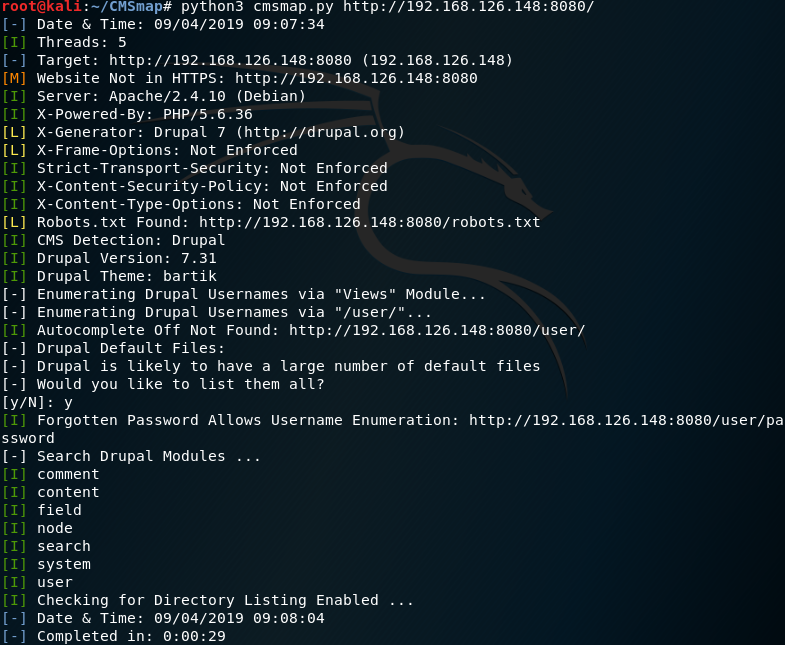 root@kali:~/CMSmap# python3 cmsmap.py http://192.168.126.148:8080/
[-] Date & Time: 09/04/2019 09:07:34
[I] Threads: 5
[-] Target: http://192.168.126.148:8080 (192.168.126.148)
[M] Website Not in HTTPS: http://192.168.126.148:8080
[I] Server: Apache/2.4.10 (Debian)
[I] X-Powered-By: PHP/5.6.36
[L] X-Generator: Drupal 7 (http://drupal.org)
[L] X-Frame-Options: Not Enforced
[I] Strict-Transport-Security: Not Enforced
[I] X-Content-Security-Policy: Not Enforced
[I] X-Content-Type-Options: Not Enforced
[L] Robots.txt Found: http://192.168.126.148:8080/robots.txt
[I] CMS Detection: Drupal
[I] Drupal Version: 7.31
[I] Drupal Theme: bartik
[-] Enumerating Drupal Usernames via "Views" Module...
[-] Enumerating Drupal Usernames via "/user/"...
[I] Autocomplete Off Not Found: http://192.168.126.148:8080/user/
[-] Drupal Default Files:
[-] Drupal is likely to have a large number of default files
[-] Would you like to list them all?
[y/N]: y
[I] Forgotten Password Allows Username Enumeration: http://192.168.126.148:8080/user/pa
ssword
[-] Search Drupal Modules ...
[I] comment
[I] content
[I] field
[I] node
[I] search
[I] system
[I] user
[I] Checking for Directory Listing Enabled ...
[-] Date & Time: 09/04/2019 09:08:04
[-] Completed in: 0:00:29